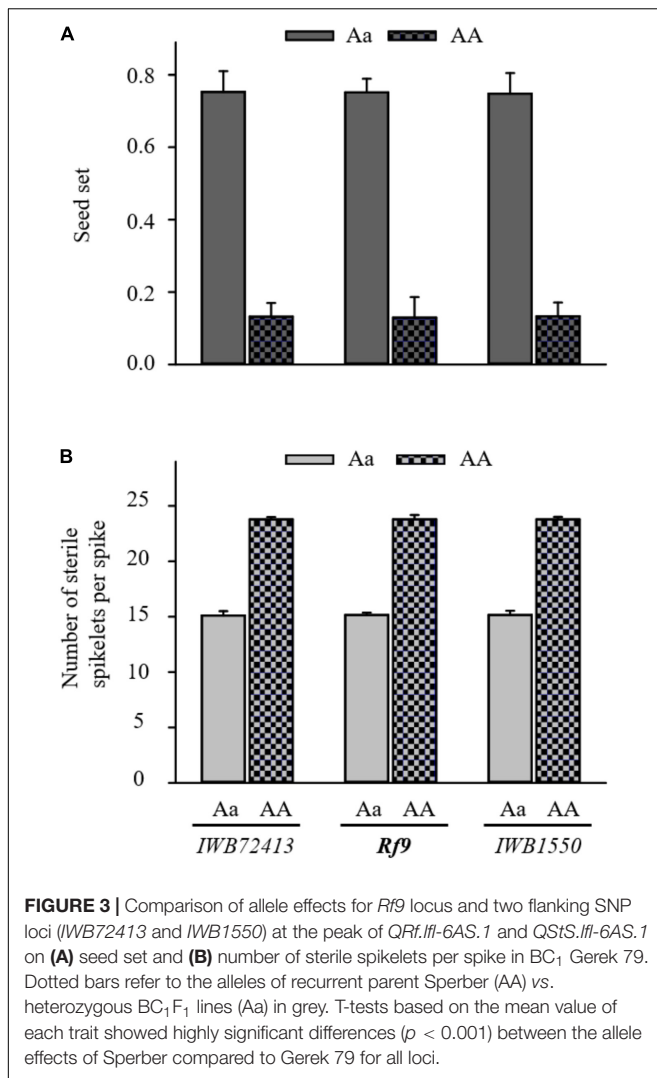 A
Aa
AA
0.8
0.6
0.4
0.2
0.0
Seed set
B
Aa
AA
25
20
15
10
5
0
Number of sterile
spikelets per spike
Aa AA Aa AA Aa AA
IWB72413 Rf9 IWB1550
FIGURE 3 | Comparison of allele effects for Rf9 locus and two flanking SNP
loci (IWB72413 and IWB1550) at the peak of QRf.lfl-6AS.1 and QStS.lfl-6AS.1
on (A) seed set and (B) number of sterile spikelets per spike in BC₁ Gerek 79.
Dotted bars refer to the alleles of recurrent parent Sperber (AA) vs.
heterozygous BC₁F₁ lines (Aa) in grey. T-tests based on the mean value of
each trait showed highly significant differences (p < 0.001) between the allele
effects of Sperber compared to Gerek 79 for all loci.